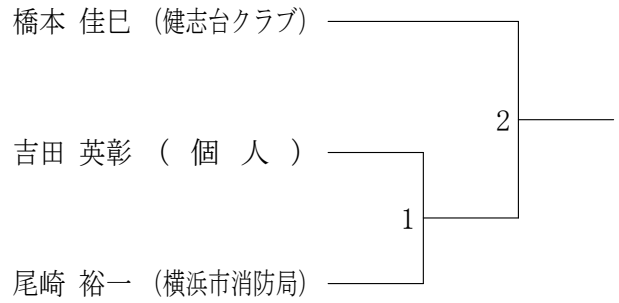 橋本 佳巳 (健志台クラブ)
2
吉田 英彰 ( 個 人 )
1
尾崎 裕一 (横浜市消防局)